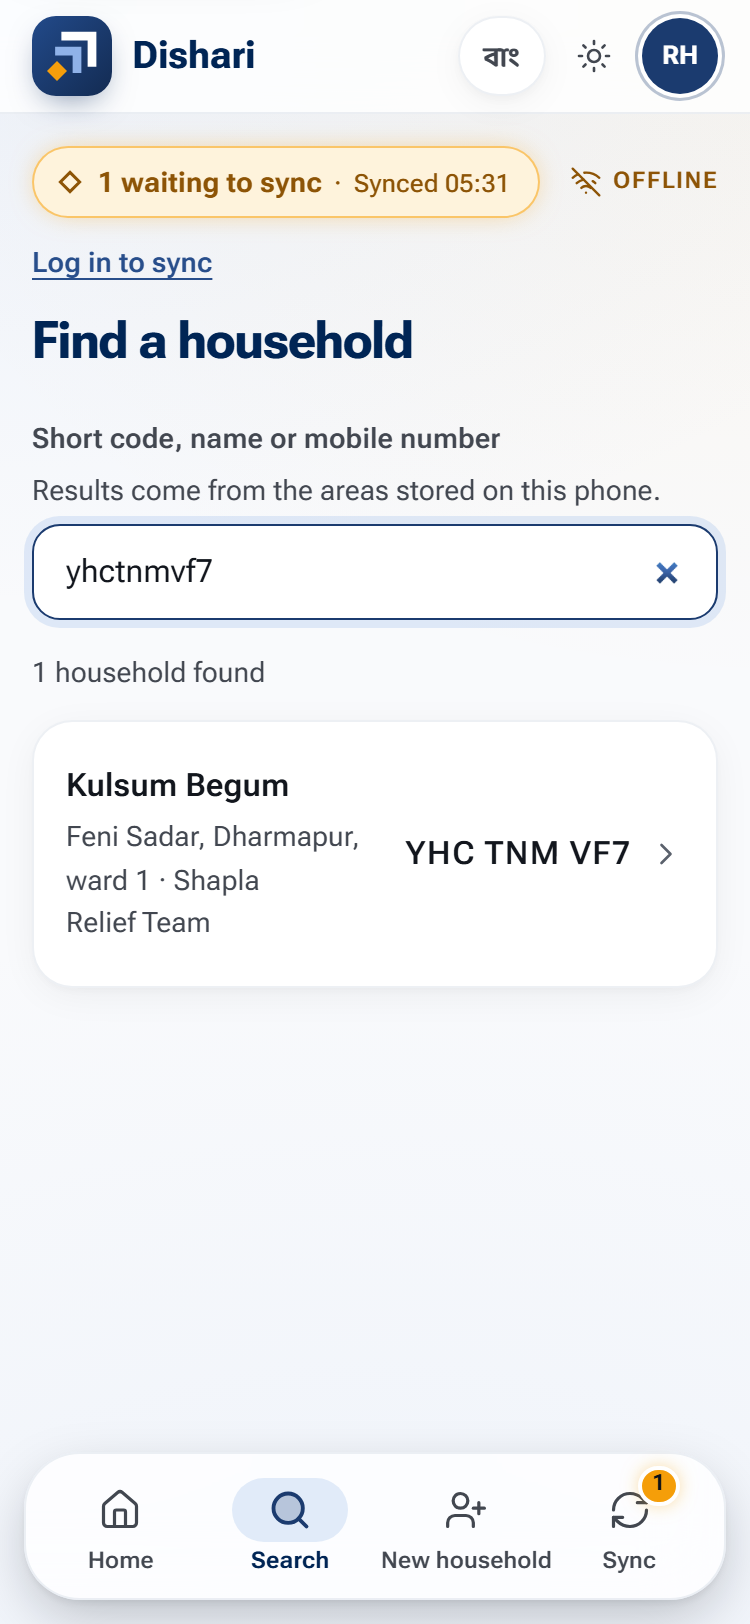 Dishari
বাং
RH
1 waiting to sync · Synced 05:31
OFFLINE
Log in to sync
Find a household
Short code, name or mobile number
Results come from the areas stored on this phone.
yhctnmvf7
1 household found
Kulsum Begum
Feni Sadar, Dharmapur,
ward 1 · Shapla
Relief Team
YHC TNM VF7
Home
Search
New household
1
Sync